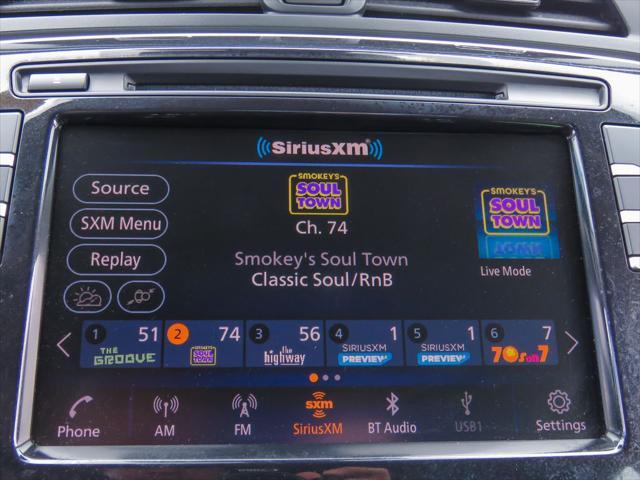 SiriusXM
Source
SXM Menu
Replay
SMOKEY'S
SOUL
TOWN
Ch. 74
Smokey's Soul Town
Classic Soul/RnB
SMOKEY'S
SOUL
TOWN
Live Mode
1 51
THE
GROOVE
2 74
SMOKEY'S
SOUL
TOWN
3 56
the
highway
4 1
SIRIUSXM
PREVIEW
5 1
SIRIUSXM
PREVIEW
6 7
70s on 7
Phone
AM
FM
sxm
SiriusXM
BT Audio
USB1
Settings